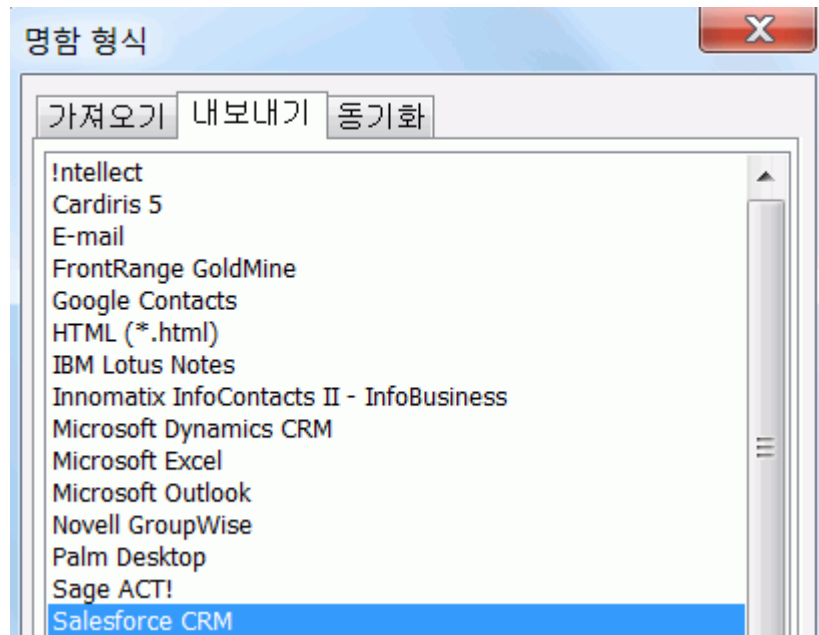 명함 형식
가져오기 내보내기 동기화
!ntellect
Cardiris 5
E-mail
FrontRange GoldMine
Google Contacts
HTML (*.html)
IBM Lotus Notes
Innomatix InfoContacts II - InfoBusiness
Microsoft Dynamics CRM
Microsoft Excel
Microsoft Outlook
Novell GroupWise
Palm Desktop
Sage ACT!
Salesforce CRM